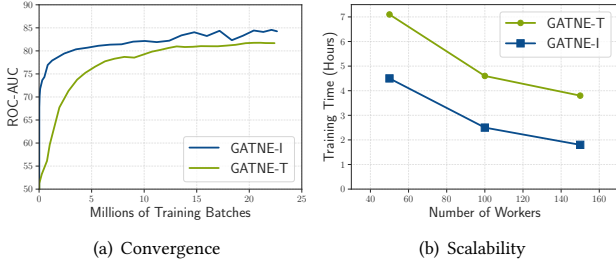 ROC-AUC
90
85
80
75
70
65
60
55
50
0
5
10
15
20
Millions of Training Batches
GATNE-I
GATNE-T
(a) Convergence
Training Time (Hours)
7
6
5
4
3
2
1
0
40
60
80
100
120
140
160
Number of Workers
GATNE-T
GATNE-I
(b) Scalability